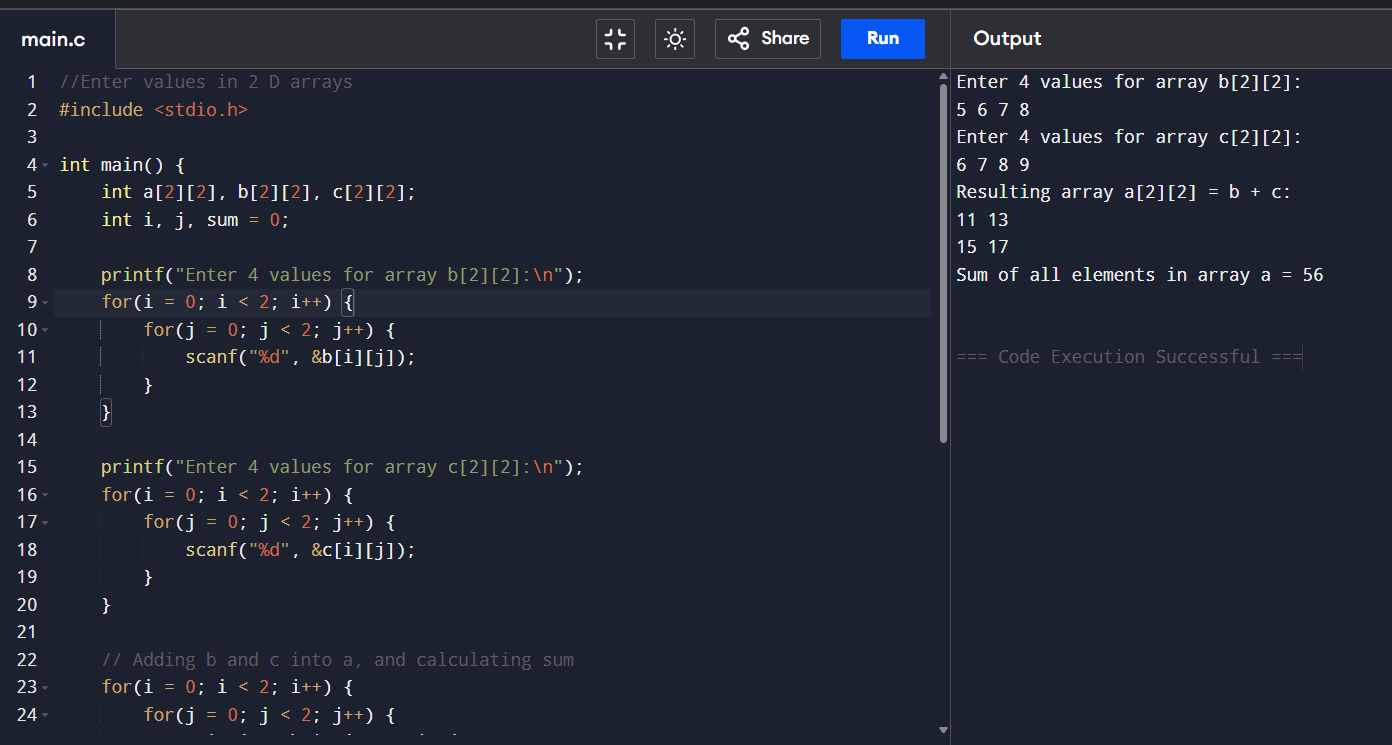 main.c
Share
Run
Output
1 //Enter values in 2 D arrays
2 #include <stdio.h>
3
4 int main() {
5     int a[2][2], b[2][2], c[2][2];
6     int i, j, sum = 0;
7
8     printf("Enter 4 values for array b[2][2]:\n");
9     for(i = 0; i < 2; i++) {
10         for(j = 0; j < 2; j++) {
11             scanf("%d", &b[i][j]);
12         }
13     }
14
15     printf("Enter 4 values for array c[2][2]:\n");
16     for(i = 0; i < 2; i++) {
17         for(j = 0; j < 2; j++) {
18             scanf("%d", &c[i][j]);
19         }
20     }
21
22     // Adding b and c into a, and calculating sum
23     for(i = 0; i < 2; i++) {
24         for(j = 0; j < 2; j++) {
Enter 4 values for array b[2][2]:
5 6 7 8
Enter 4 values for array c[2][2]:
6 7 8 9
Resulting array a[2][2] = b + c:
11 13
15 17
Sum of all elements in array a = 56
=== Code Execution Successful ===